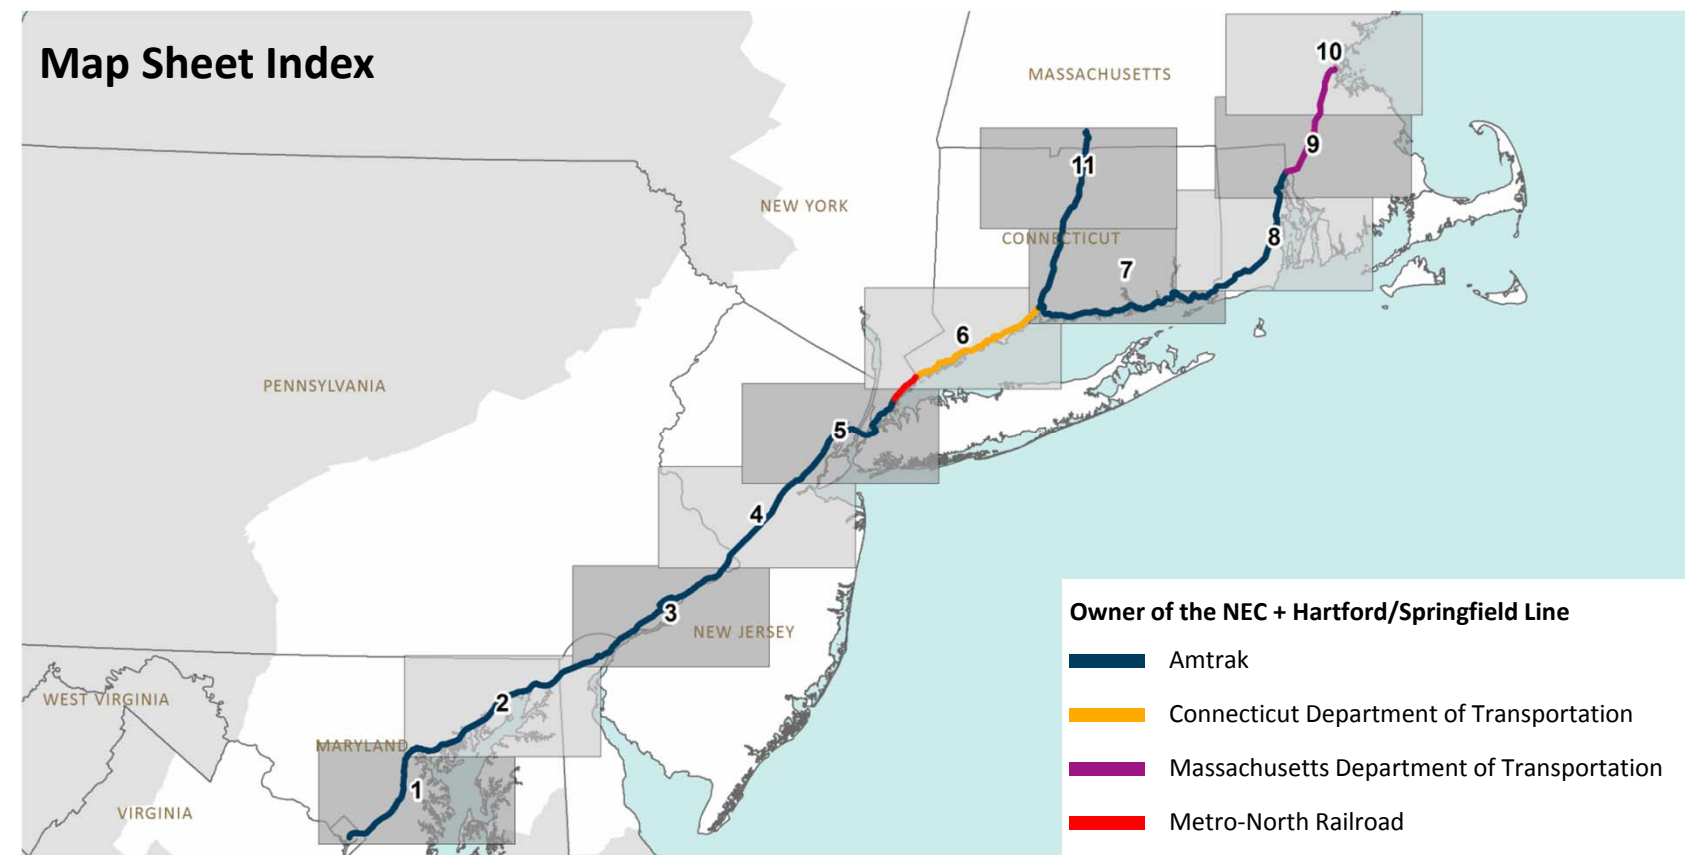 Map Sheet Index
10
MASSACHUSETTS
9
11
NEW YORK
CONNECTICUT
8
7
6
PENNSYLVANIA
5
4
3
NEW JERSEY
WEST VIRGINIA
2
MARYLAND
1
VIRGINIA
Owner of the NEC + Hartford/Springfield Line
Amtrak
Connecticut Department of Transportation
Massachusetts Department of Transportation
Metro-North Railroad